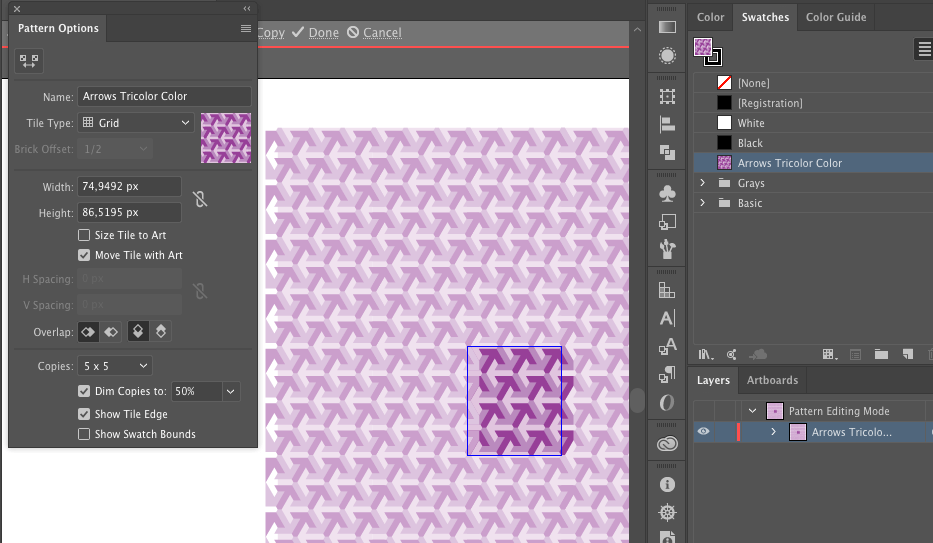 Pattern Options
Copy Done Cancel
Name: Arrows Tricolor Color
Tile Type: Grid
Brick Offset: 1/2
Width: 74,9492 px
Height: 86,5195 px
Size Tile to Art
Move Tile with Art
H Spacing: 0 px
V Spacing: 0 px
Overlap:
Copies: 5 x 5
Dim Copies to: 50%
Show Tile Edge
Show Swatch Bounds
Color Swatches Color Guide
[None]
[Registration]
White
Black
Arrows Tricolor Color
Grays
Basic
Layers Artboards
Pattern Editing Mode
Arrows Tricolo...